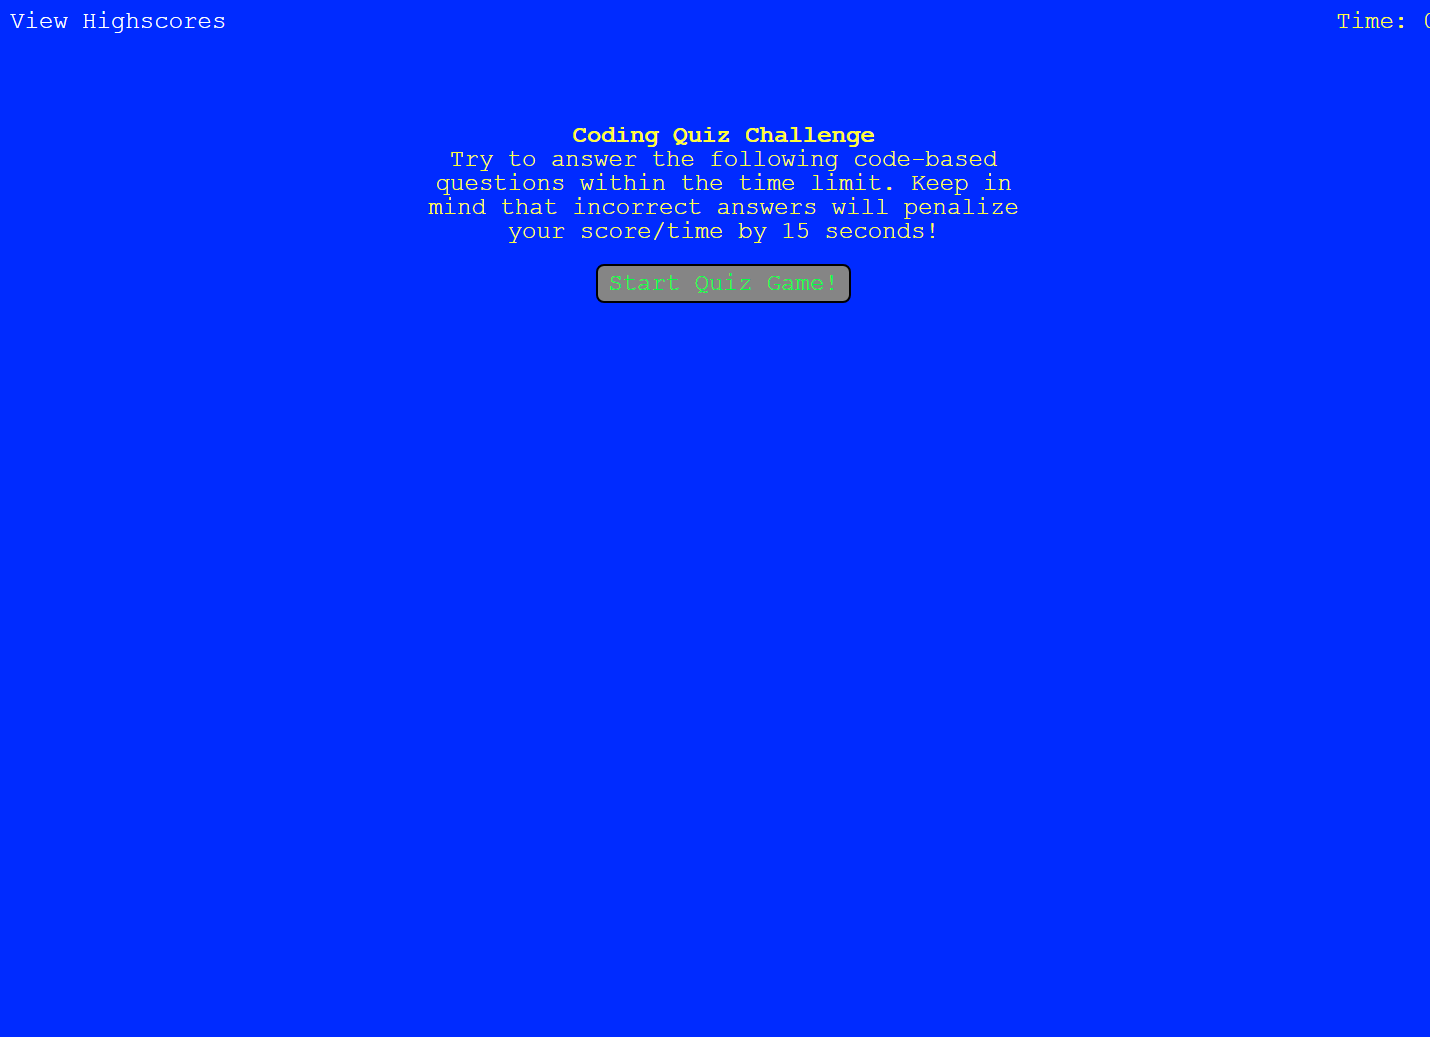 View Highscores
Time: 0
Coding Quiz Challenge
Try to answer the following code-based
questions within the time limit. Keep in
mind that incorrect answers will penalize
your score/time by 15 seconds!
Start Quiz Game!